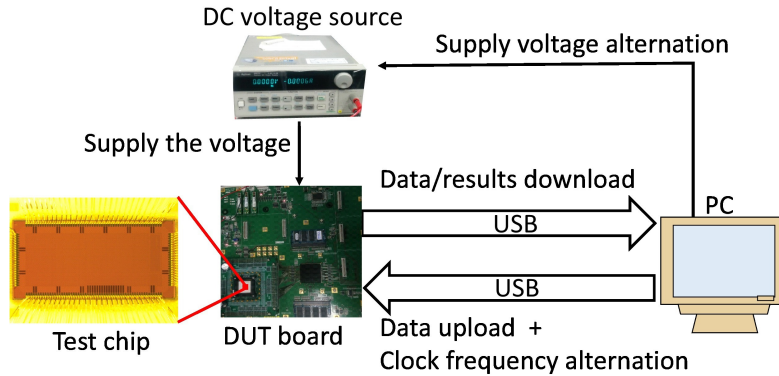 DC voltage source
Supply voltage alternation
Supply the voltage
Data/results download
USB
PC
USB
Test chip
DUT board
Data upload +
Clock frequency alternation